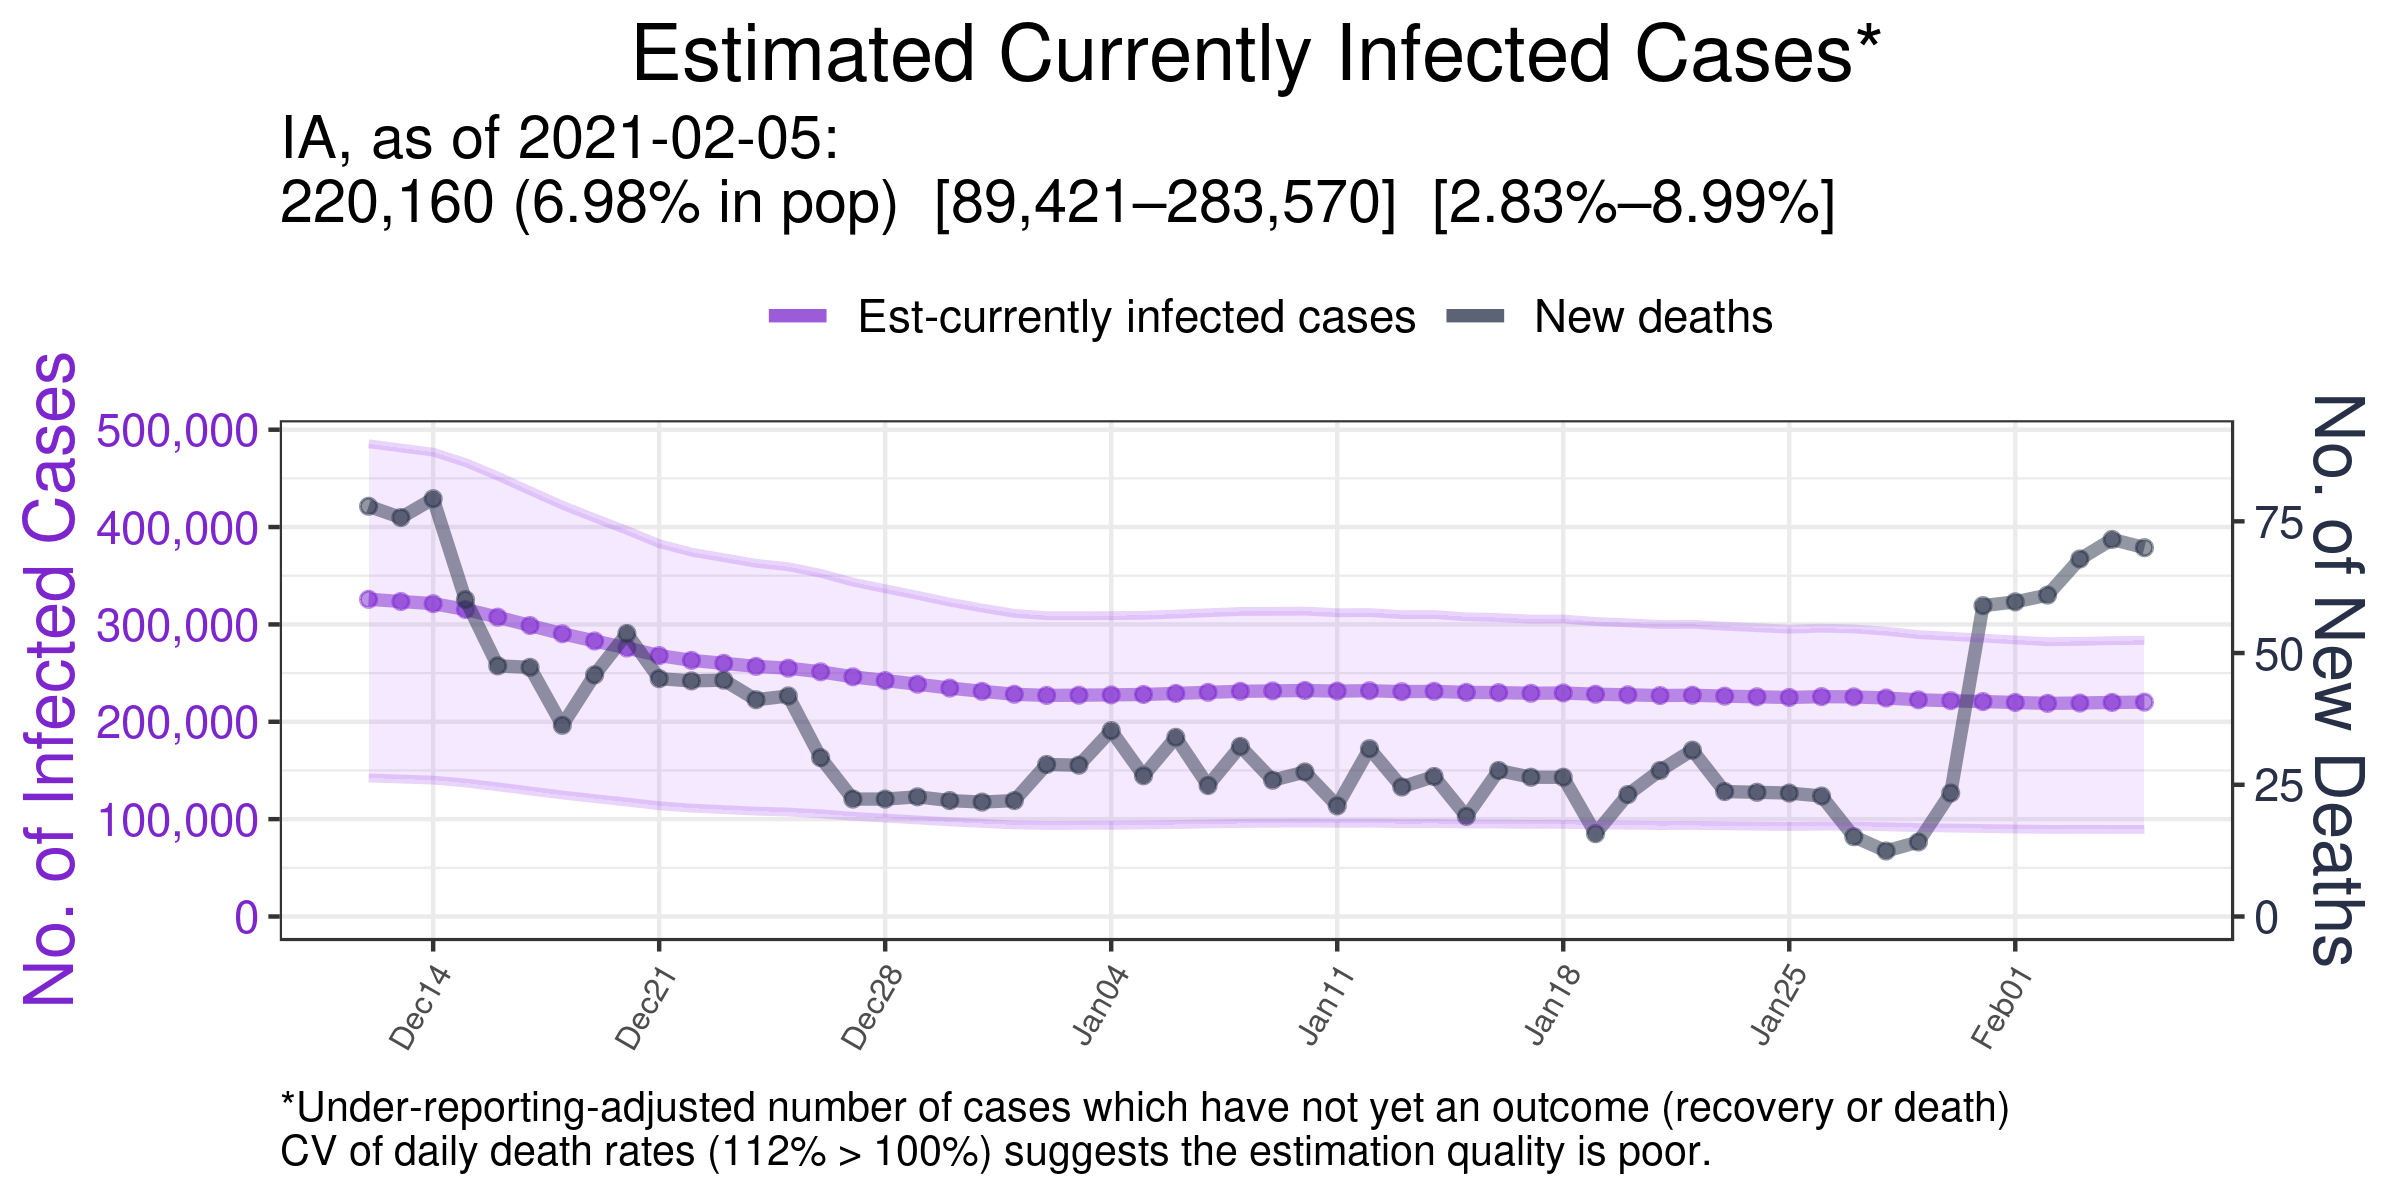 Estimated Currently Infected Cases*
IA, as of 2021-02-05:
220,160 (6.98% in pop)  [89,421–283,570]  [2.83%–8.99%]
Est-currently infected cases
New deaths
No. of Infected Cases
500,000
400,000
300,000
200,000
100,000
0
75
50
25
0
No. of New Deaths
Dec14
Dec21
Dec28
Jan04
Jan11
Jan18
Jan25
Feb01
*Under-reporting-adjusted number of cases which have not yet an outcome (recovery or death)
CV of daily death rates (112% > 100%) suggests the estimation quality is poor.